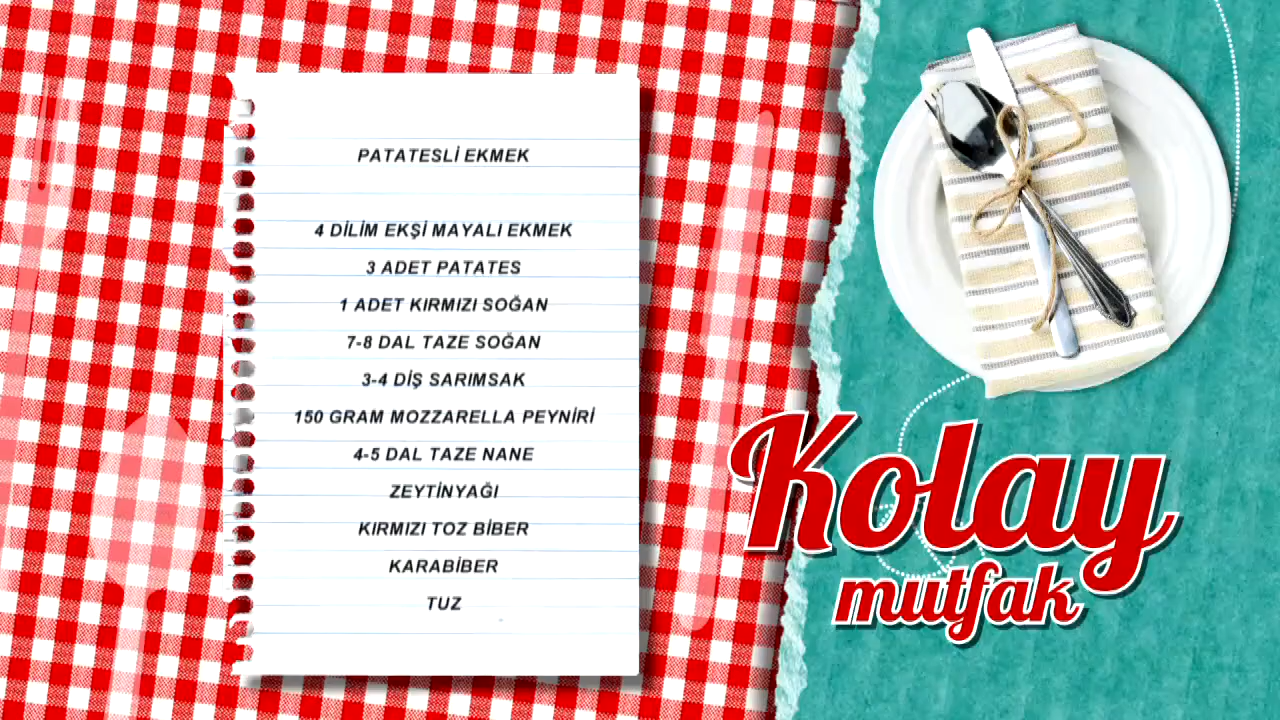 PATATESLİ EKMEK
4 DİLİM EKŞİ MAYALI EKMEK
3 ADET PATATES
1 ADET KIRMIZI SOĞAN
7-8 DAL TAZE SOĞAN
3-4 DİŞ SARIMSAK
150 GRAM MOZZARELLA PEYNİRİ
4-5 DAL TAZE NANE
ZEYTİNYAĞI
KIRMIZI TOZ BİBER
KARABİBER
TUZ
Kolay
mutfak